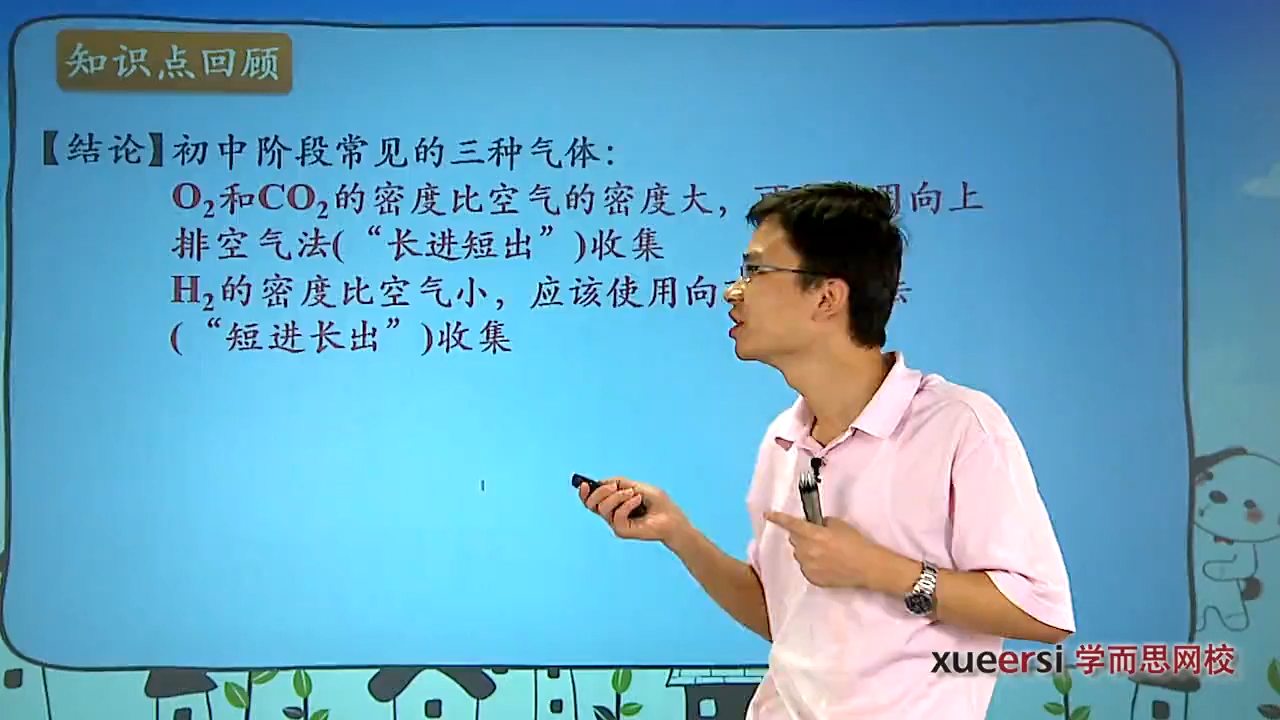 知识点回顾
【结论】初中阶段常见的三种气体：
O₂和CO₂的密度比空气的密度大，用向上
排空气法(“长进短出”)收集
H₂的密度比空气小，应该使用向
(“短进长出”)收集
xueersi 学而思网校